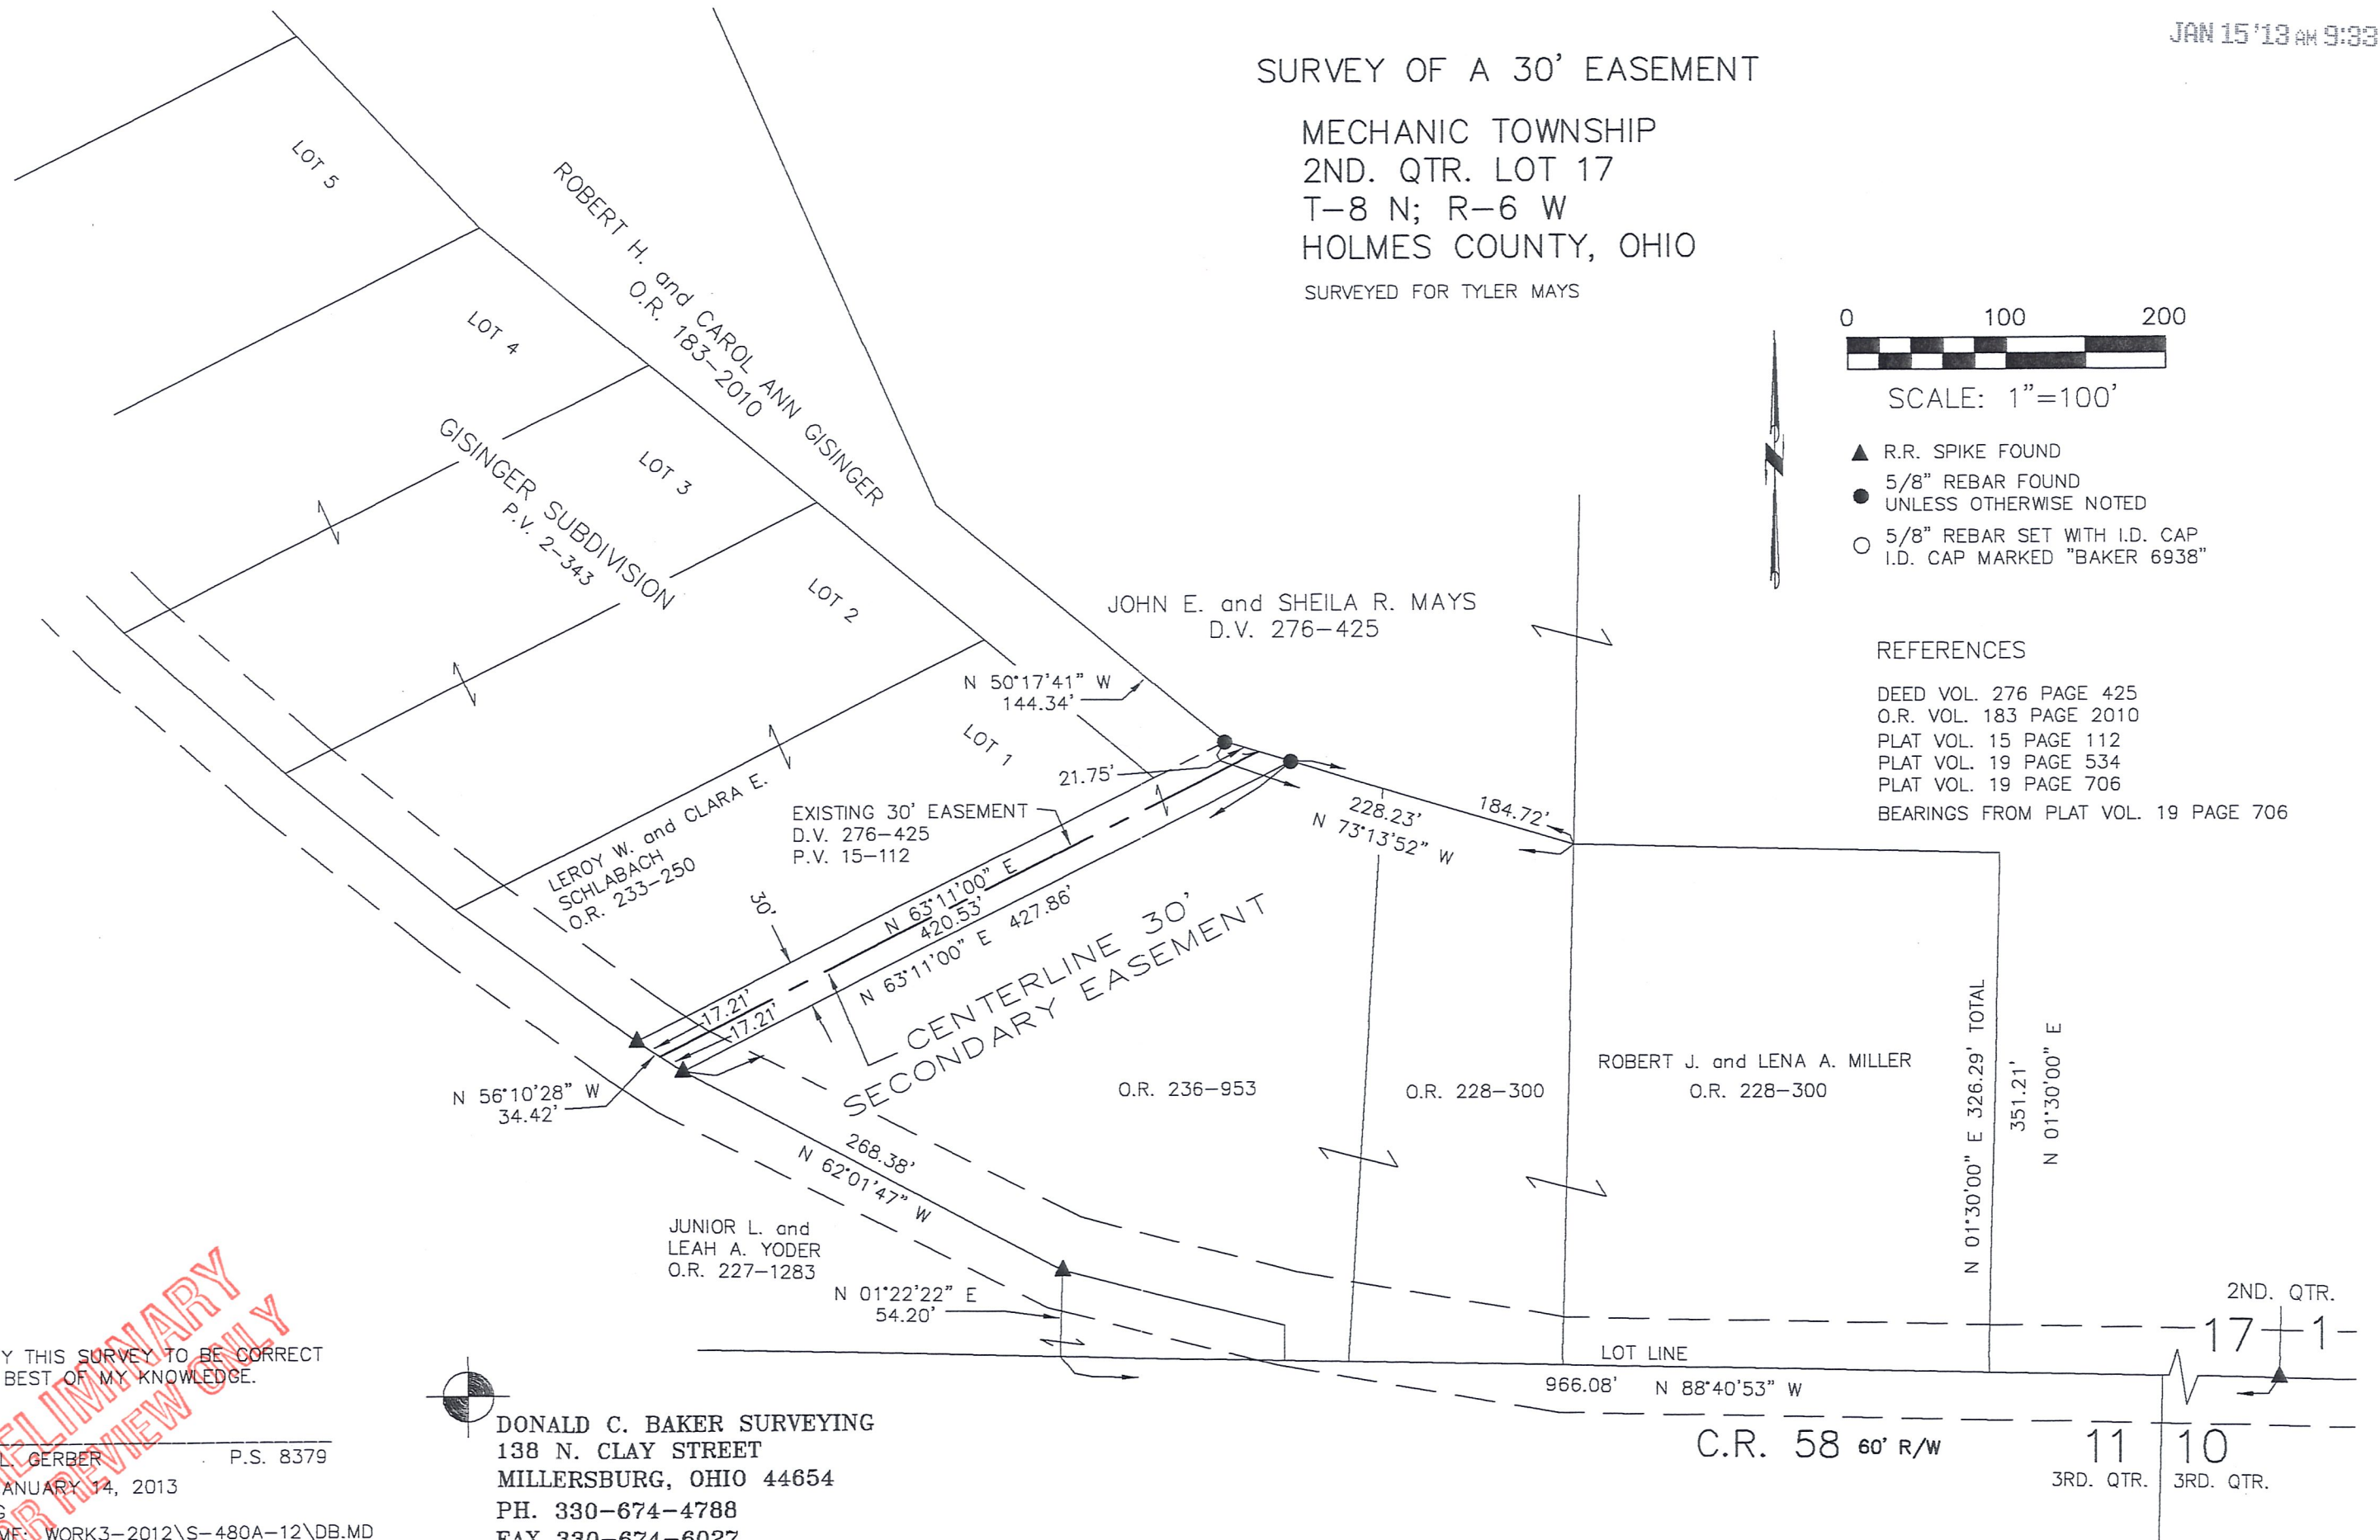 JAN 15 '13 AM 9:33
SURVEY OF A 30' EASEMENT
MECHANIC TOWNSHIP
2ND. QTR. LOT 17
T-8 N; R-6 W
HOLMES COUNTY, OHIO
SURVEYED FOR TYLER MAYS
0 100 200
SCALE: 1"=100'
N
R.R. SPIKE FOUND
5/8" REBAR FOUND
UNLESS OTHERWISE NOTED
5/8" REBAR SET WITH I.D. CAP
I.D. CAP MARKED "BAKER 6938"
REFERENCES
DEED VOL. 276 PAGE 425
O.R. VOL. 183 PAGE 2010
PLAT VOL. 15 PAGE 112
PLAT VOL. 19 PAGE 534
PLAT VOL. 19 PAGE 706
BEARINGS FROM PLAT VOL. 19 PAGE 706
LOT 5
ROBERT H. and CAROL ANN GISINGER
O.R. 183-2010
LOT 4
GISINGER SUBDIVISION
P.V. 2-343
LOT 3
LOT 2
JOHN E. and SHEILA R. MAYS
D.V. 276-425
N 50°17'41" W
144.34'
LOT 1
21.75'
228.23'
N 73°13'52" W
184.72'
EXISTING 30' EASEMENT
D.V. 276-425
P.V. 15-112
LEROY W. and CLARA E.
SCHLABACH
O.R. 233-250
30'
N 63°11'00" E
420.53'
N 63°11'00" E 427.86'
CENTERLINE 30'
SECONDARY EASEMENT
17.21'
17.21'
N 56°10'28" W
34.42'
268.38'
N 62°01'47" W
O.R. 236-953
O.R. 228-300
ROBERT J. and LENA A. MILLER
O.R. 228-300
N 01°30'00" E 326.29' TOTAL
351.21'
N 01°30'00" E
JUNIOR L. and
LEAH A. YODER
O.R. 227-1283
N 01°22'22" E
54.20'
LOT LINE
966.08' N 88°40'53" W
2ND. QTR.
17 1
C.R. 58 60' R/W
11 10
3RD. QTR. 3RD. QTR.
Y THIS SURVEY TO BE CORRECT
BEST OF MY KNOWLEDGE.
L. GERBER P.S. 8379
ANUARY 14, 2013
G
ME: WORK3-2012\S-480A-12\DB.MD
ELIMINARY
OR REVIEW ONLY
DONALD C. BAKER SURVEYING
138 N. CLAY STREET
MILLERSBURG, OHIO 44654
PH. 330-674-4788
FAX 330-674-6027